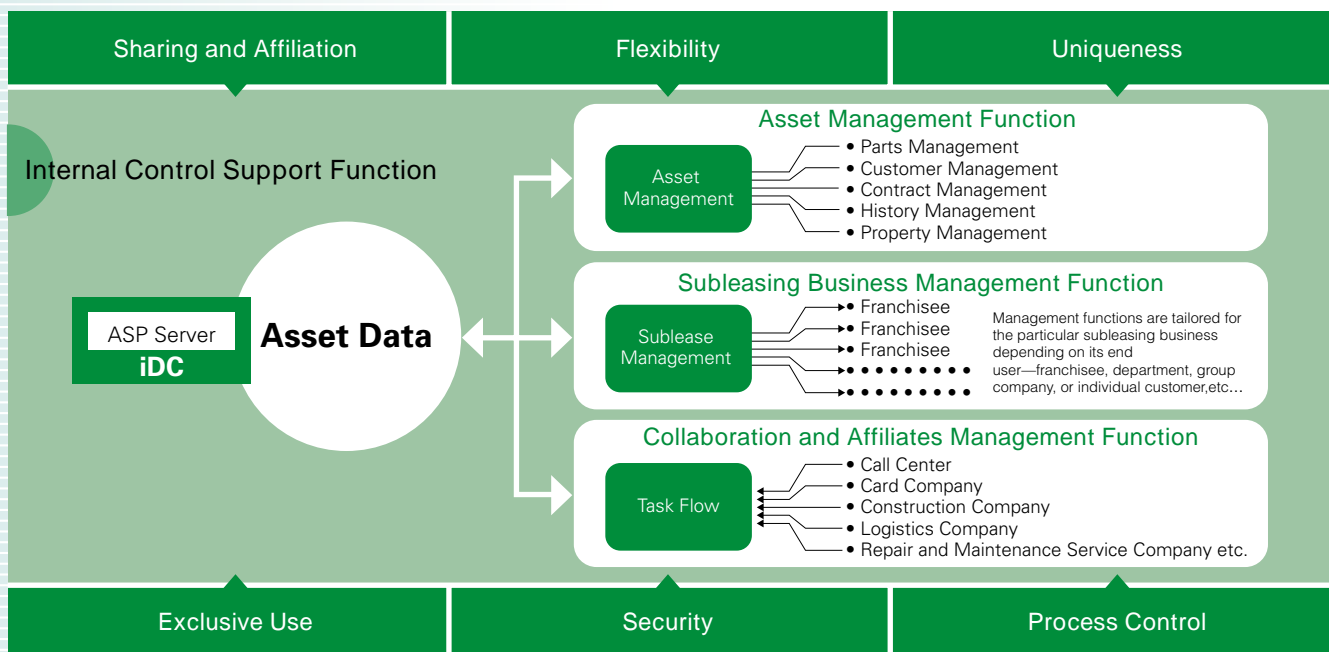 Sharing and Affiliation
Flexibility
Uniqueness
Internal Control Support Function
ASP Server
iDC
Asset Data
Asset Management Function
Asset
Management
• Parts Management
• Customer Management
• Contract Management
• History Management
• Property Management
Subleasing Business Management Function
Sublease
Management
• Franchisee
• Franchisee
• Franchisee
• • • • • • • • •
• • • • • • • • •
Management functions are tailored for
the particular subleasing business
depending on its end
user—franchisee, department, group
company, or individual customer,etc…
Collaboration and Affiliates Management Function
Task Flow
• Call Center
• Card Company
• Construction Company
• Logistics Company
• Repair and Maintenance Service Company etc.
Exclusive Use
Security
Process Control